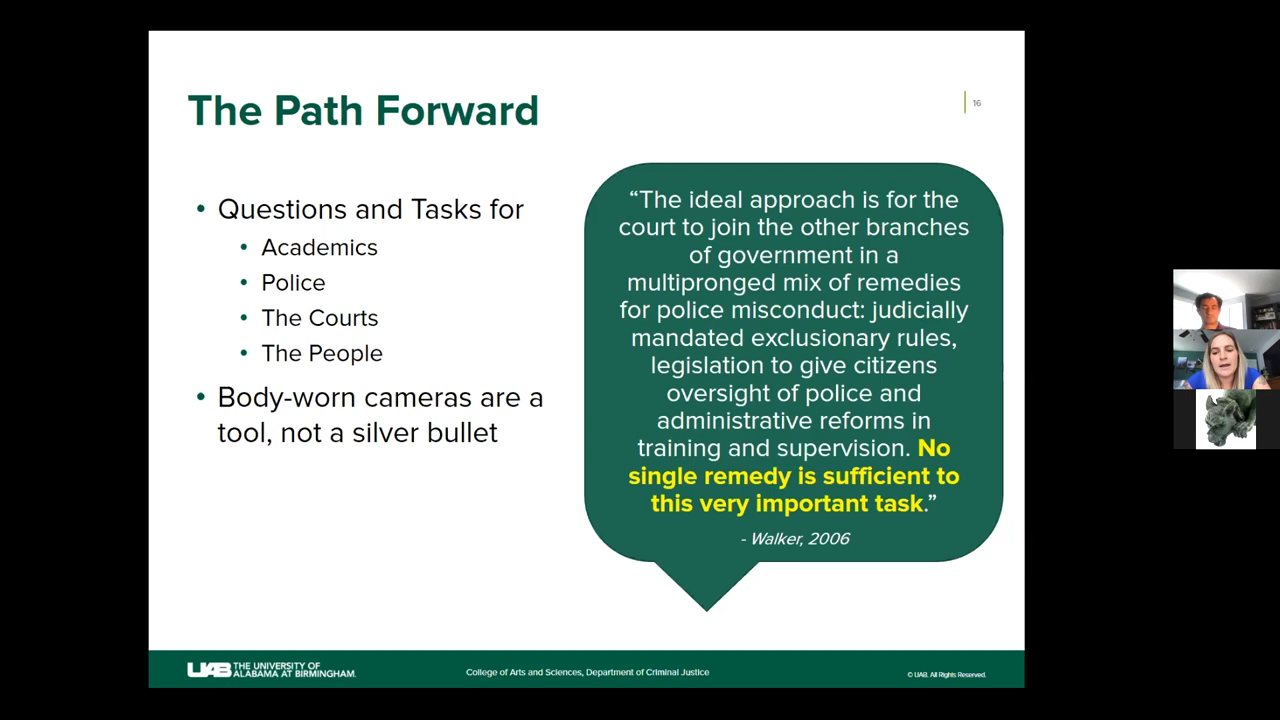 The Path Forward
16
• Questions and Tasks for
• Academics
• Police
• The Courts
• The People
• Body-worn cameras are a
tool, not a silver bullet
“The ideal approach is for the
court to join the other branches
of government in a
multipronged mix of remedies
for police misconduct: judicially
mandated exclusionary rules,
legislation to give citizens
oversight of police and
administrative reforms in
training and supervision. No
single remedy is sufficient to
this very important task.”
- Walker, 2006
UAB THE UNIVERSITY OF
ALABAMA AT BIRMINGHAM.
College of Arts and Sciences, Department of Criminal Justice
© UAB. All Rights Reserved.